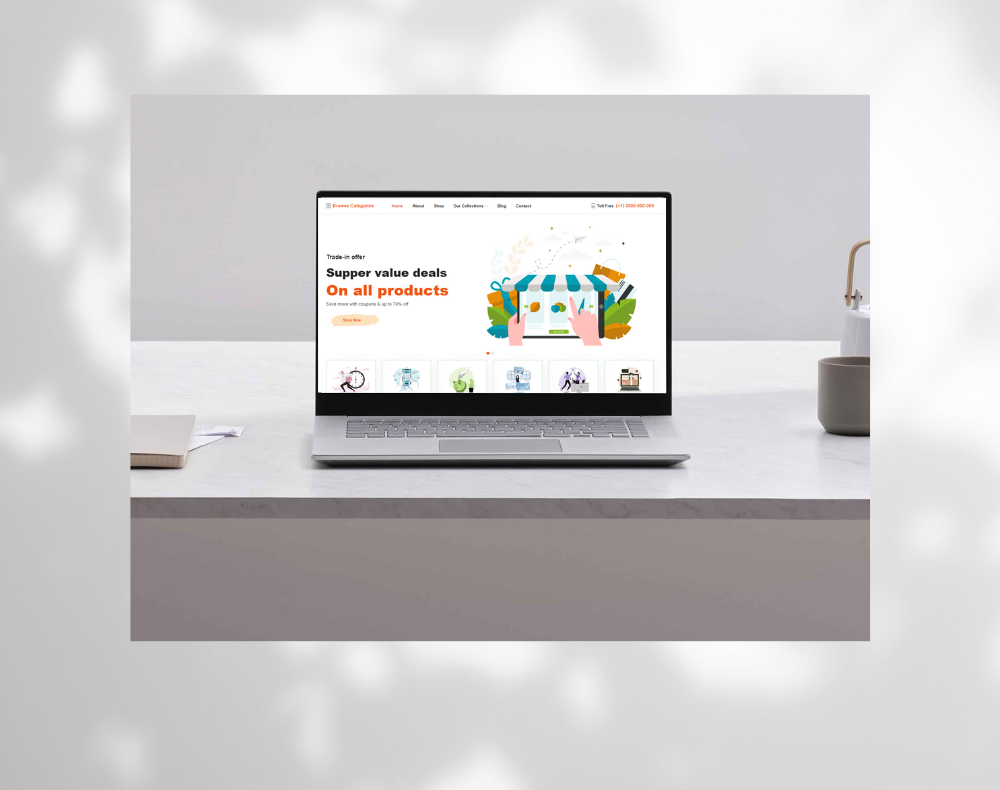 Browse Categories
Home About Shop Our Collections Blog Contact
Toll Free (+1) 0000-000-000
Trade-in offer
Supper value deals
On all products
Save more with coupons & up to 70% off
Shop Now